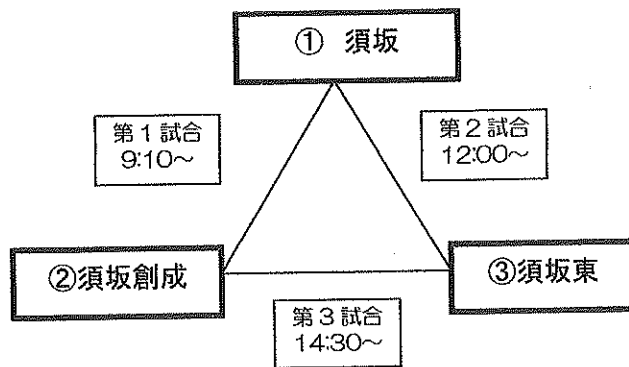 ① 須坂
第1試合
9:10～
第2試合
12:00～
②須坂創成
③須坂東
第3試合
14:30～